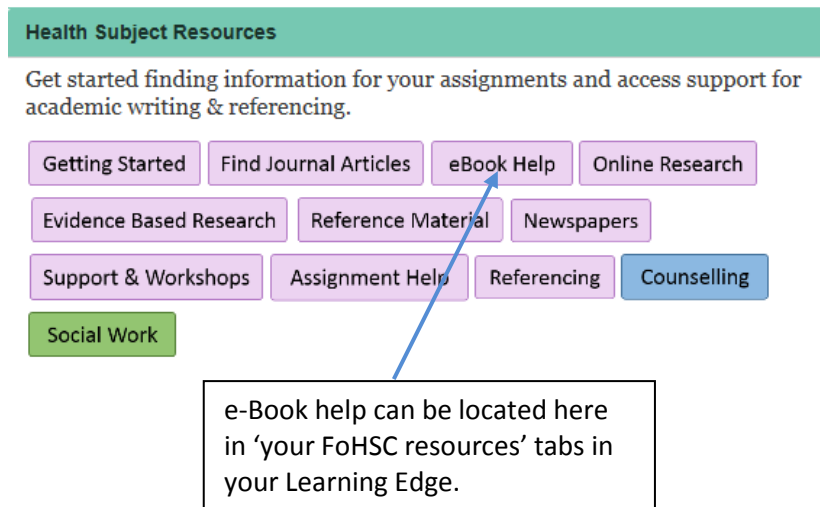 Health Subject Resources
Get started finding information for your assignments and access support for
academic writing & referencing.
Getting Started Find Journal Articles eBook Help Online Research
Evidence Based Research Reference Material Newspapers
Support & Workshops Assignment Help Referencing Counselling
Social Work
e-Book help can be located here
in ‘your FoHSC resources’ tabs in
your Learning Edge.